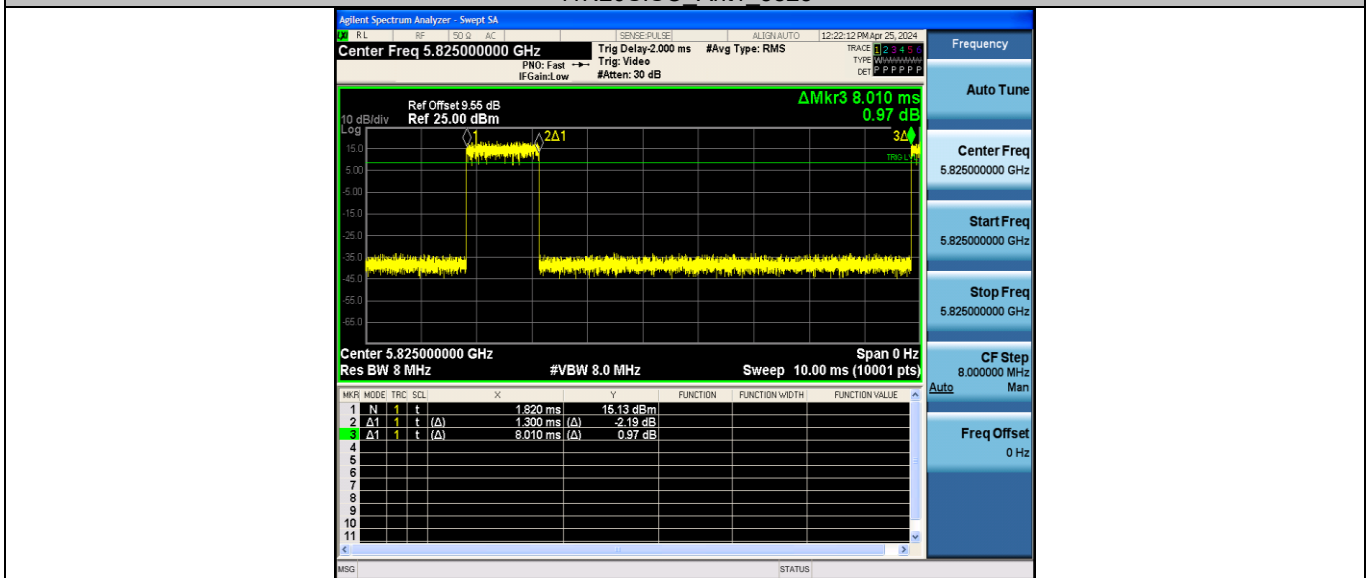 Agilent Spectrum Analyzer - Swept SA
RL RF 50 Ω AC SENSE:PULSE ALIGN AUTO 12:22:12 PM Apr 25, 2024
Center Freq 5.825000000 GHz
PNO: Fast
IFGain:Low
Trig Delay-2.000 ms
Trig: Video
#Atten: 30 dB
#Avg Type: RMS
TRACE 1 2 3 4 5 6
TYPE
DET P P P P P P
ΔMkr3 8.010 ms
0.97 dB
Ref Offset 9.55 dB
10 dB/div Ref 25.00 dBm
Log
15.0
5.00
-5.00
-15.0
-25.0
-35.0
-45.0
-55.0
-65.0
1
2Δ1
3Δ
Center 5.825000000 GHz Span 0 Hz
Res BW 8 MHz #VBW 8.0 MHz Sweep 10.00 ms (10001 pts)
MKR MODE TRC SCL X Y FUNCTION FUNCTION WIDTH FUNCTION VALUE
1 N 1 t 1.820 ms 15.13 dBm
2 Δ1 1 t (Δ) 1.300 ms (Δ) -2.19 dB
3 Δ1 1 t (Δ) 8.010 ms (Δ) 0.97 dB
4
5
6
7
8
9
10
11
MSG STATUS
Frequency
Auto Tune
Center Freq
5.825000000 GHz
Start Freq
5.825000000 GHz
Stop Freq
5.825000000 GHz
CF Step
8.000000 MHz
Auto Man
Freq Offset
0 Hz